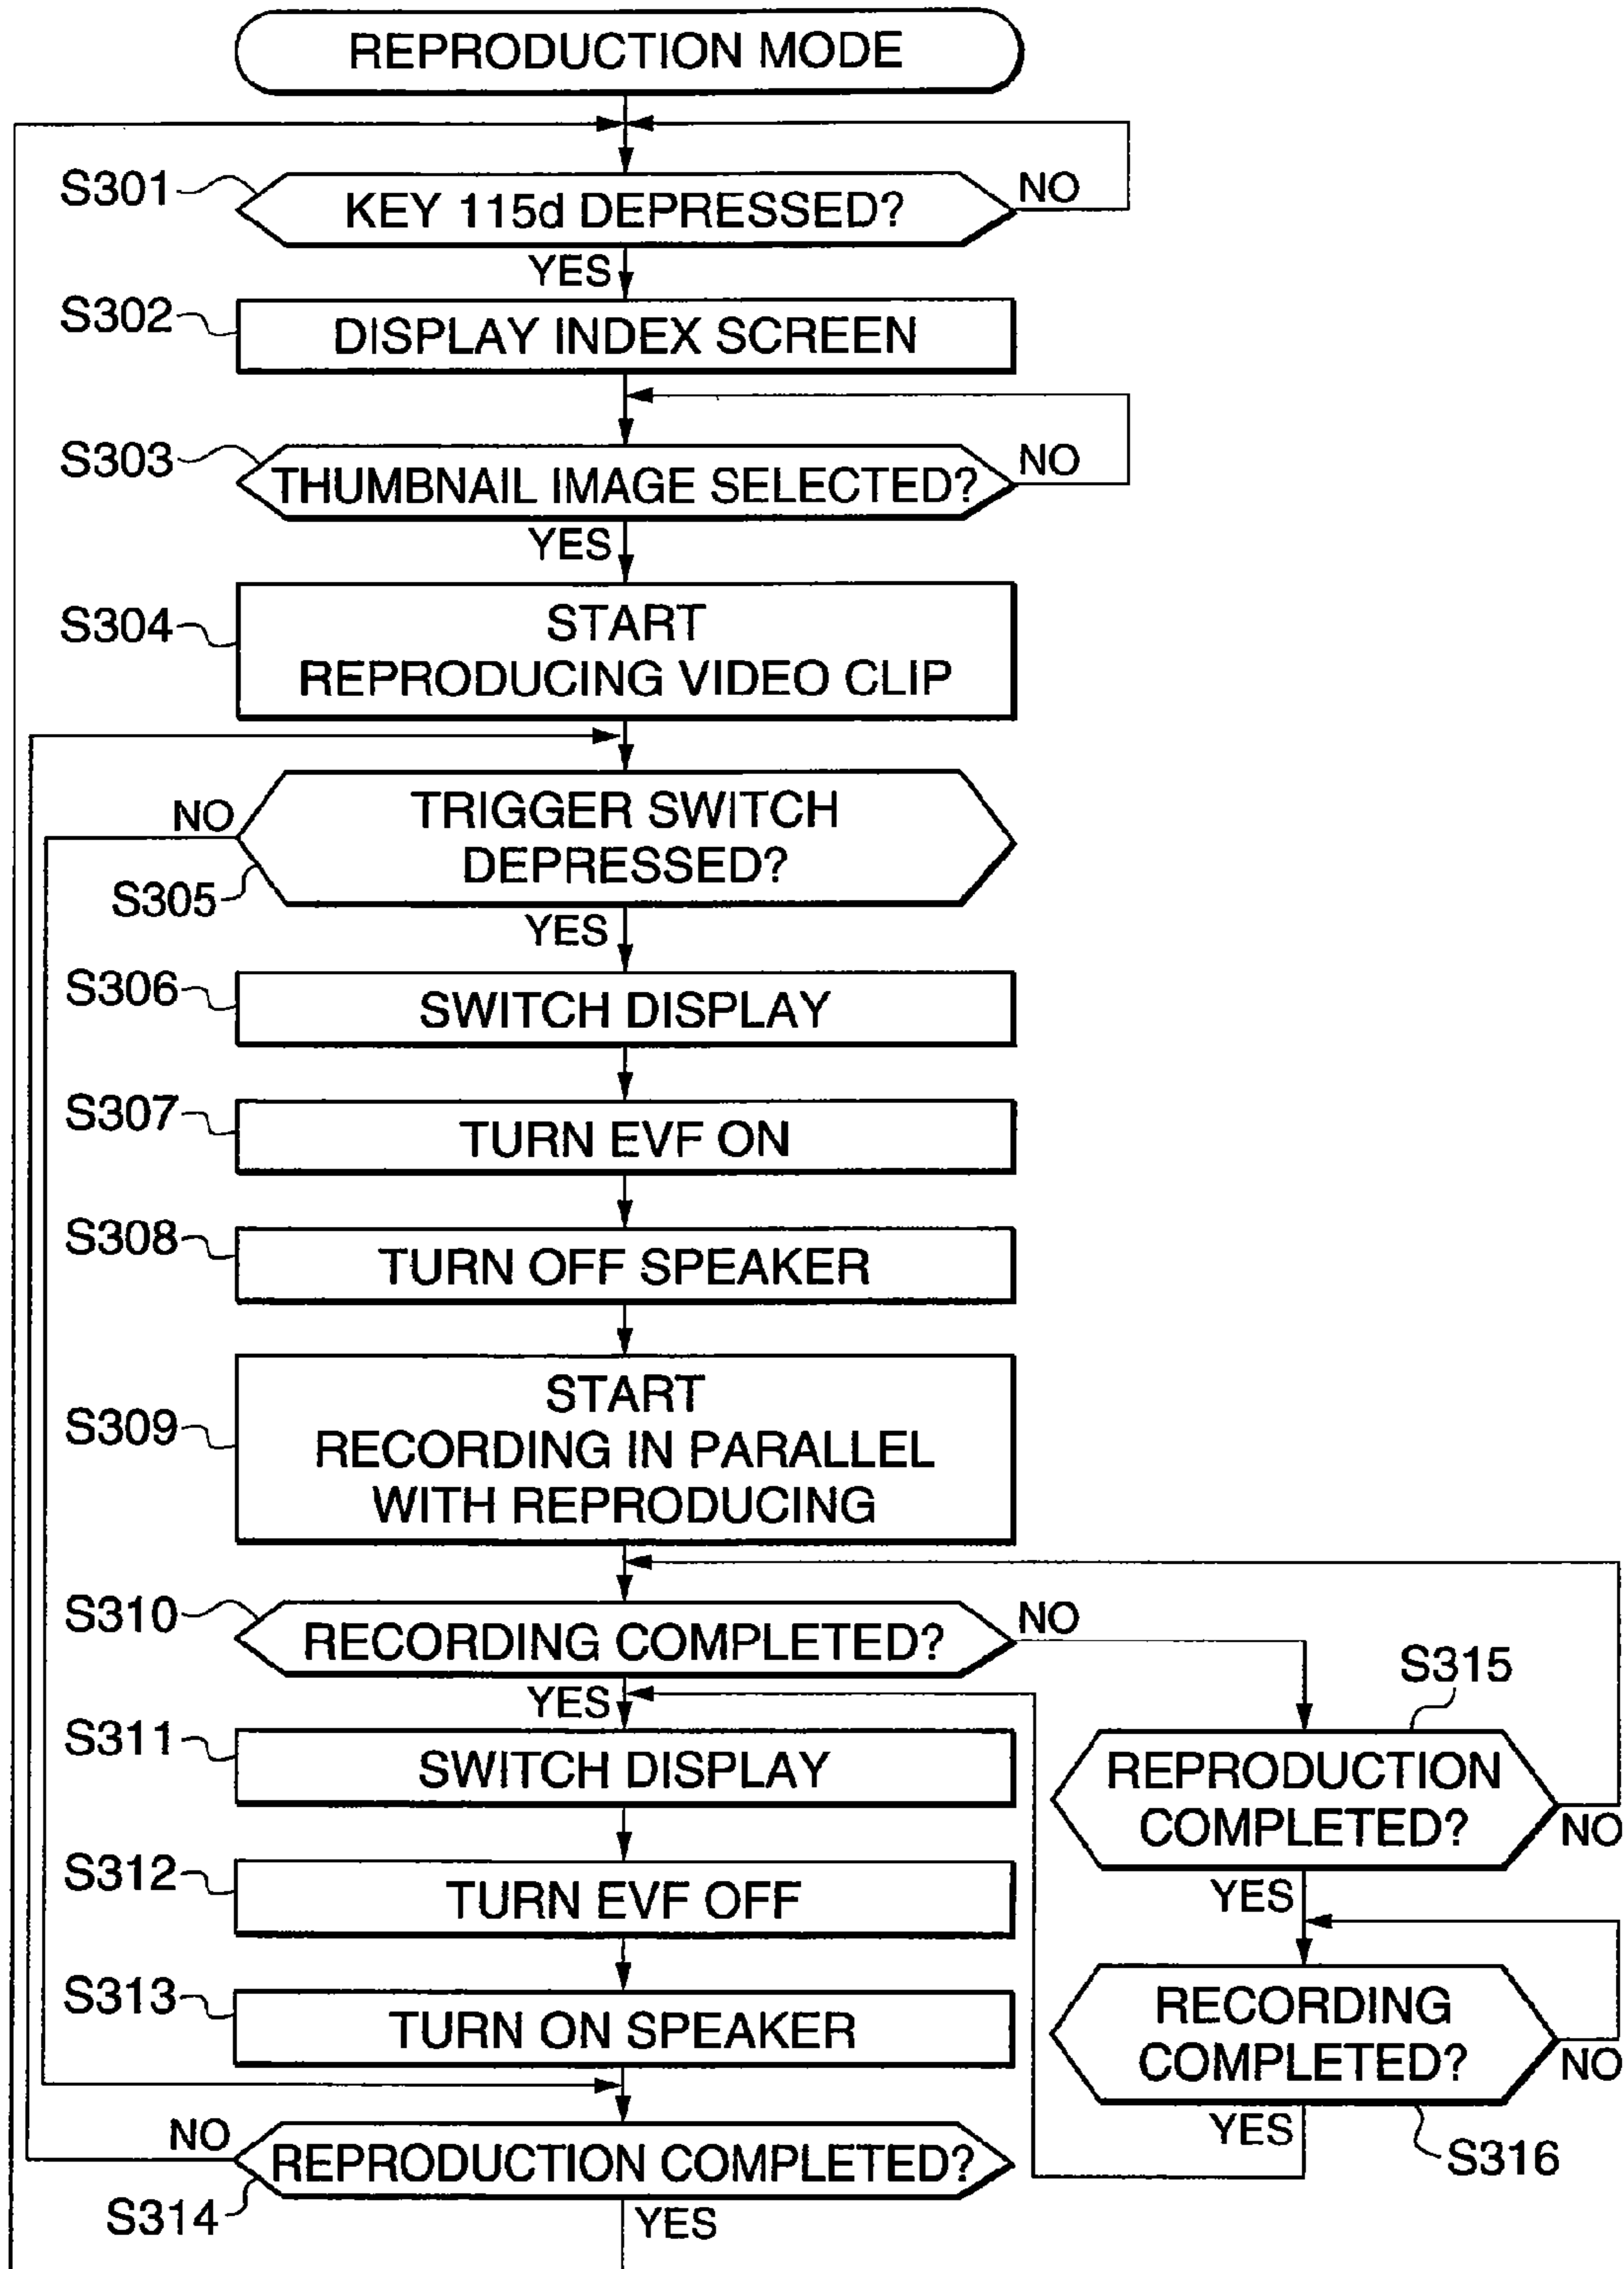 REPRODUCTION MODE
S301
KEY 115d DEPRESSED?
NO
YES
S302
DISPLAY INDEX SCREEN
S303
THUMBNAIL IMAGE SELECTED?
NO
YES
S304
START
REPRODUCING VIDEO CLIP
NO
TRIGGER SWITCH
DEPRESSED?
S305
YES
S306
SWITCH DISPLAY
S307
TURN EVF ON
S308
TURN OFF SPEAKER
S309
START
RECORDING IN PARALLEL
WITH REPRODUCING
S310
RECORDING COMPLETED?
NO
YES
S311
SWITCH DISPLAY
S312
TURN EVF OFF
S313
TURN ON SPEAKER
NO
REPRODUCTION COMPLETED?
S314
YES
S315
REPRODUCTION
COMPLETED?
NO
YES
RECORDING
COMPLETED?
NO
YES
S316